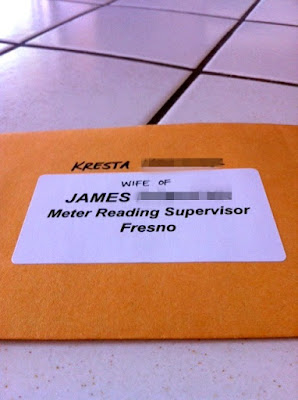 KRESTA
WIFE OF
JAMES
Meter Reading Supervisor
Fresno